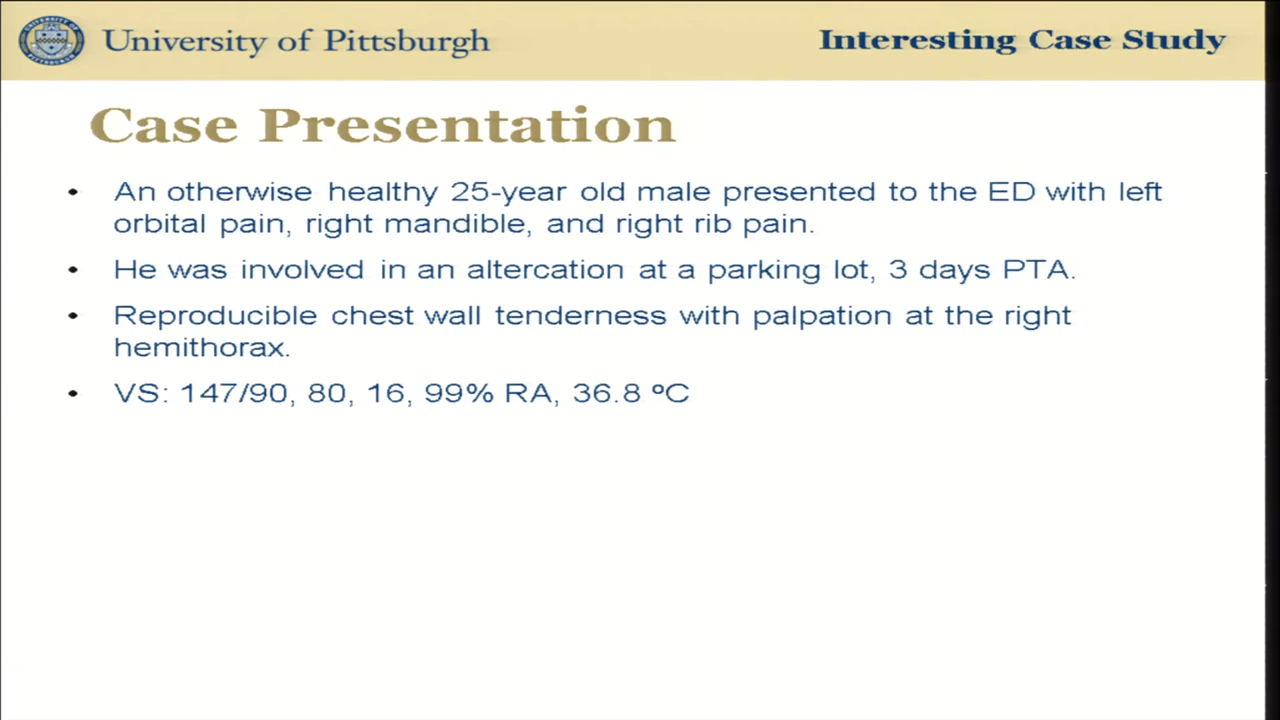 University of Pittsburgh
Interesting Case Study
Case Presentation
• An otherwise healthy 25-year old male presented to the ED with left
orbital pain, right mandible, and right rib pain.
• He was involved in an altercation at a parking lot, 3 days PTA.
• Reproducible chest wall tenderness with palpation at the right
hemithorax.
• VS: 147/90, 80, 16, 99% RA, 36.8 ºC